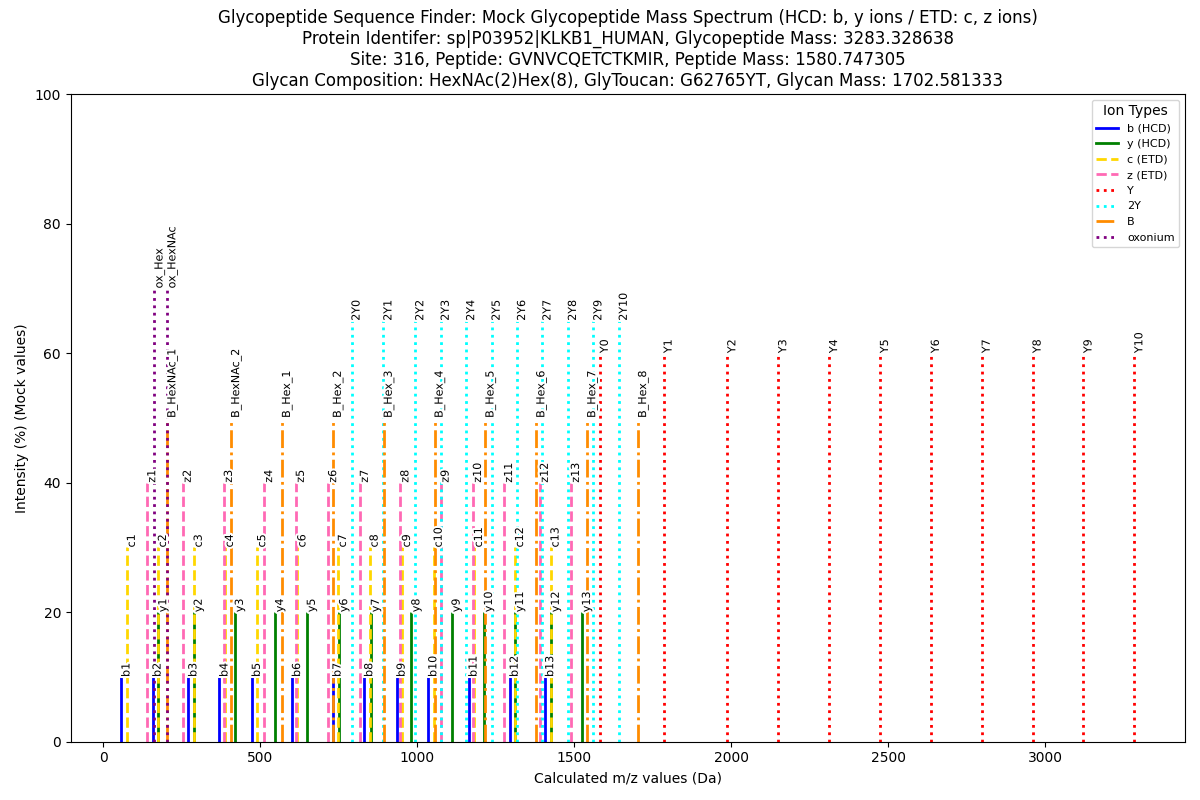 Glycopeptide Sequence Finder: Mock Glycopeptide Mass Spectrum (HCD: b, y ions / ETD: c, z ions)
Protein Identifer: sp|P03952|KLKB1_HUMAN, Glycopeptide Mass: 3283.328638
Site: 316, Peptide: GVNVCQETCTKMIR, Peptide Mass: 1580.747305
Glycan Composition: HexNAc(2)Hex(8), GlyToucan: G62765YT, Glycan Mass: 1702.581333
Ion Types
b (HCD)
y (HCD)
c (ETD)
z (ETD)
Y
2Y
B
oxonium
Intensity (%) (Mock values)
100
80
60
40
20
0
ox_Hex
ox_HexNAc
2Y0
2Y1
2Y2
2Y3
2Y4
2Y5
2Y6
2Y7
2Y8
2Y9
2Y10
Y0
Y1
Y2
Y3
Y4
Y5
Y6
Y7
Y8
Y9
Y10
B_HexNAc_1
B_HexNAc_2
B_Hex_1
B_Hex_2
B_Hex_3
B_Hex_4
B_Hex_5
B_Hex_6
B_Hex_7
B_Hex_8
z1
z2
z3
z4
z5
z6
z7
z8
z9
z10
z11
z12
z13
c1
c2
c3
c4
c5
c6
c7
c8
c9
c10
c11
c12
c13
y1
y2
y3
y4
y5
y6
y7
y8
y9
y10
y11
y12
y13
b1
b2
b3
b4
b5
b6
b7
b8
b9
b10
b11
b12
b13
0
500
1000
1500
2000
2500
3000
Calculated m/z values (Da)